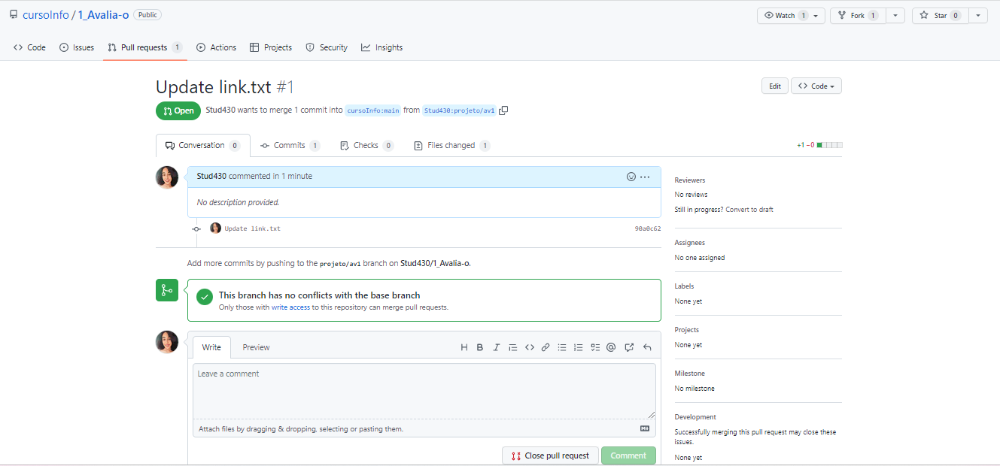 cursoInfo / 1_Avalia-o Public
Watch 1 Fork 1 Star 0
Code Issues Pull requests 1 Actions Projects Security Insights
Update link.txt #1
Edit <> Code
Open Stud430 wants to merge 1 commit into cursoInfo:main from Stud430:projeto/av1
Conversation 0 Commits 1 Checks 0 Files changed 1
+1 −0
Stud430 commented in 1 minute
No description provided.
Update link.txt 90a0c62
Add more commits by pushing to the projeto/av1 branch on Stud430/1_Avalia-o.
This branch has no conflicts with the base branch
Only those with write access to this repository can merge pull requests.
Write Preview
H B I
Leave a comment
Attach files by dragging & dropping, selecting or pasting them.
Close pull request Comment
Reviewers
No reviews
Still in progress? Convert to draft
Assignees
No one assigned
Labels
None yet
Projects
None yet
Milestone
No milestone
Development
Successfully merging this pull request may close these
issues.
None yet